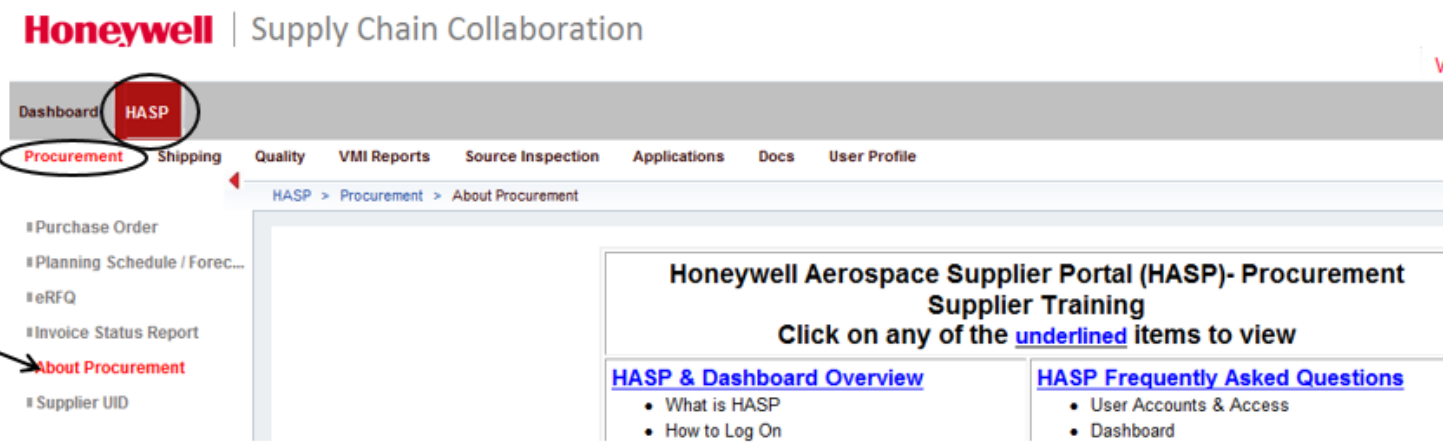 Honeywell | Supply Chain Collaboration
Dashboard HASP
Procurement Shipping Quality VMI Reports Source Inspection Applications Docs User Profile
HASP > Procurement > About Procurement
Purchase Order
Planning Schedule / Forec...
eRFQ
Invoice Status Report
About Procurement
Supplier UID
Honeywell Aerospace Supplier Portal (HASP)- Procurement
Supplier Training
Click on any of the underlined items to view
HASP & Dashboard Overview
• What is HASP
• How to Log On
HASP Frequently Asked Questions
• User Accounts & Access
• Dashboard